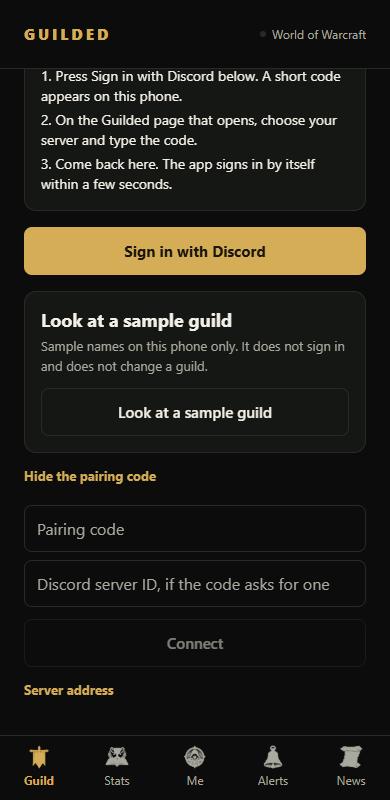 GUILDED
World of Warcraft
1. Press Sign in with Discord below. A short code
appears on this phone.
2. On the Guilded page that opens, choose your
server and type the code.
3. Come back here. The app signs in by itself
within a few seconds.
Sign in with Discord
Look at a sample guild
Sample names on this phone only. It does not sign in
and does not change a guild.
Look at a sample guild
Hide the pairing code
Pairing code
Discord server ID, if the code asks for one
Connect
Server address
Guild
Stats
Me
Alerts
News